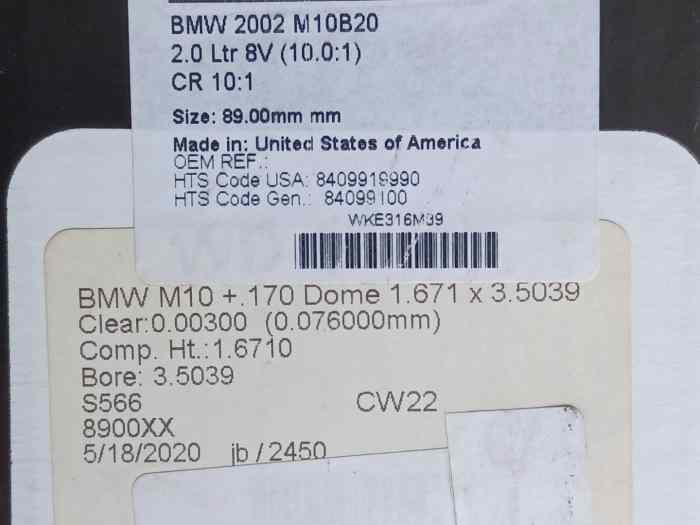 BMW 2002 M10B20
2.0 Ltr 8V (10.0:1)
CR 10:1
Size: 89.00mm mm
Made in: United States of America
OEM REF.:
HTS Code USA: 8409919990
HTS Code Gen.: 84099100
WKE316M89
BMW M10 +.170 Dome 1.671 x 3.5039
Clear:0.00300 (0.076000mm)
Comp. Ht.:1.6710
Bore: 3.5039
S566 CW22
8900XX
5/18/2020 jb/2450